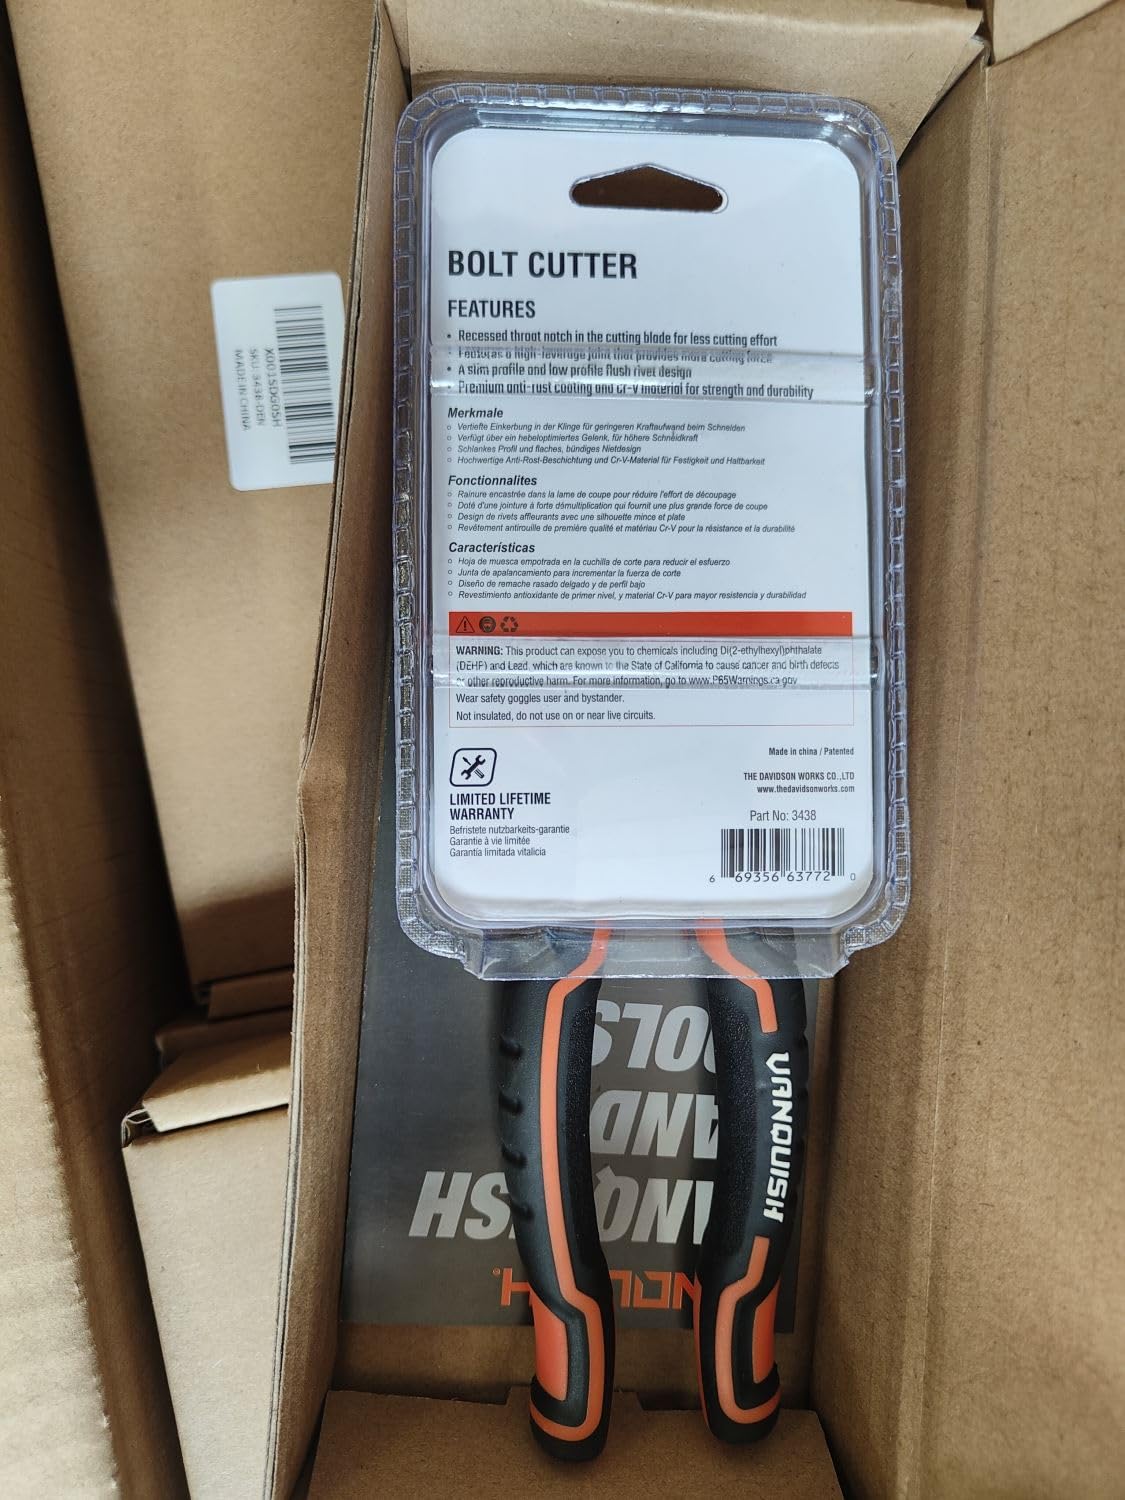 BOLT CUTTER
FEATURES
• Recessed throat notch in the cutting blade for less cutting effort
• Features a high-leverage joint that provides more cutting force
• A slim profile and low profile flush rivet design
• Premium anti-rust coating and Cr-V material for strength and durability
Merkmale
○ Vertiefte Einkerbung in der Klinge für geringeren Kraftaufwand beim Schneiden
○ Verfügt über ein hebeloptimiertes Gelenk, für höhere Schneidkraft
○ Schlankes Profil und flaches, bündiges Nietdesign
○ Hochwertige Anti-Rost-Beschichtung und Cr-V-Material für Festigkeit und Haltbarkeit
Fonctionnalites
○ Rainure encastrée dans la lame de coupe pour réduire l'effort de découpage
○ Doté d'une jointure à forte démultiplication qui fournit une plus grande force de coupe
○ Design de rivets affleurants avec une silhouette mince et plate
○ Revêtement antirouille de première qualité et matériau Cr-V pour la résistance et la durabilité
Características
○ Hoja de muesca empotrada en la cuchilla de corte para reducir el esfuerzo
○ Junta de apalancamiento para incrementar la fuerza de corte
○ Diseño de remache rasado delgado y de perfil bajo
○ Revestimiento antioxidante de primer nivel, y material Cr-V para mayor resistencia y durabilidad
WARNING: This product can expose you to chemicals including Di(2-ethylhexyl)phthalate
(DEHP) and Lead, which are known to the State of California to cause cancer and birth defects
or other reproductive harm. For more information, go to www.P65Warnings.ca.gov
Wear safety goggles user and bystander.
Not insulated, do not use on or near live circuits.
LIMITED LIFETIME
WARRANTY
Befristete nutzbarkeits-garantie
Garantie à vie limitée
Garantía limitada vitalicia
Made in china / Patented
THE DAVIDSON WORKS CO.,LTD
www.thedavidsonworks.com
Part No: 3438
6 69356 63772 0
X001SDG0SH
SKU: 3438-DEN
MADE IN CHINA
VANQUISH